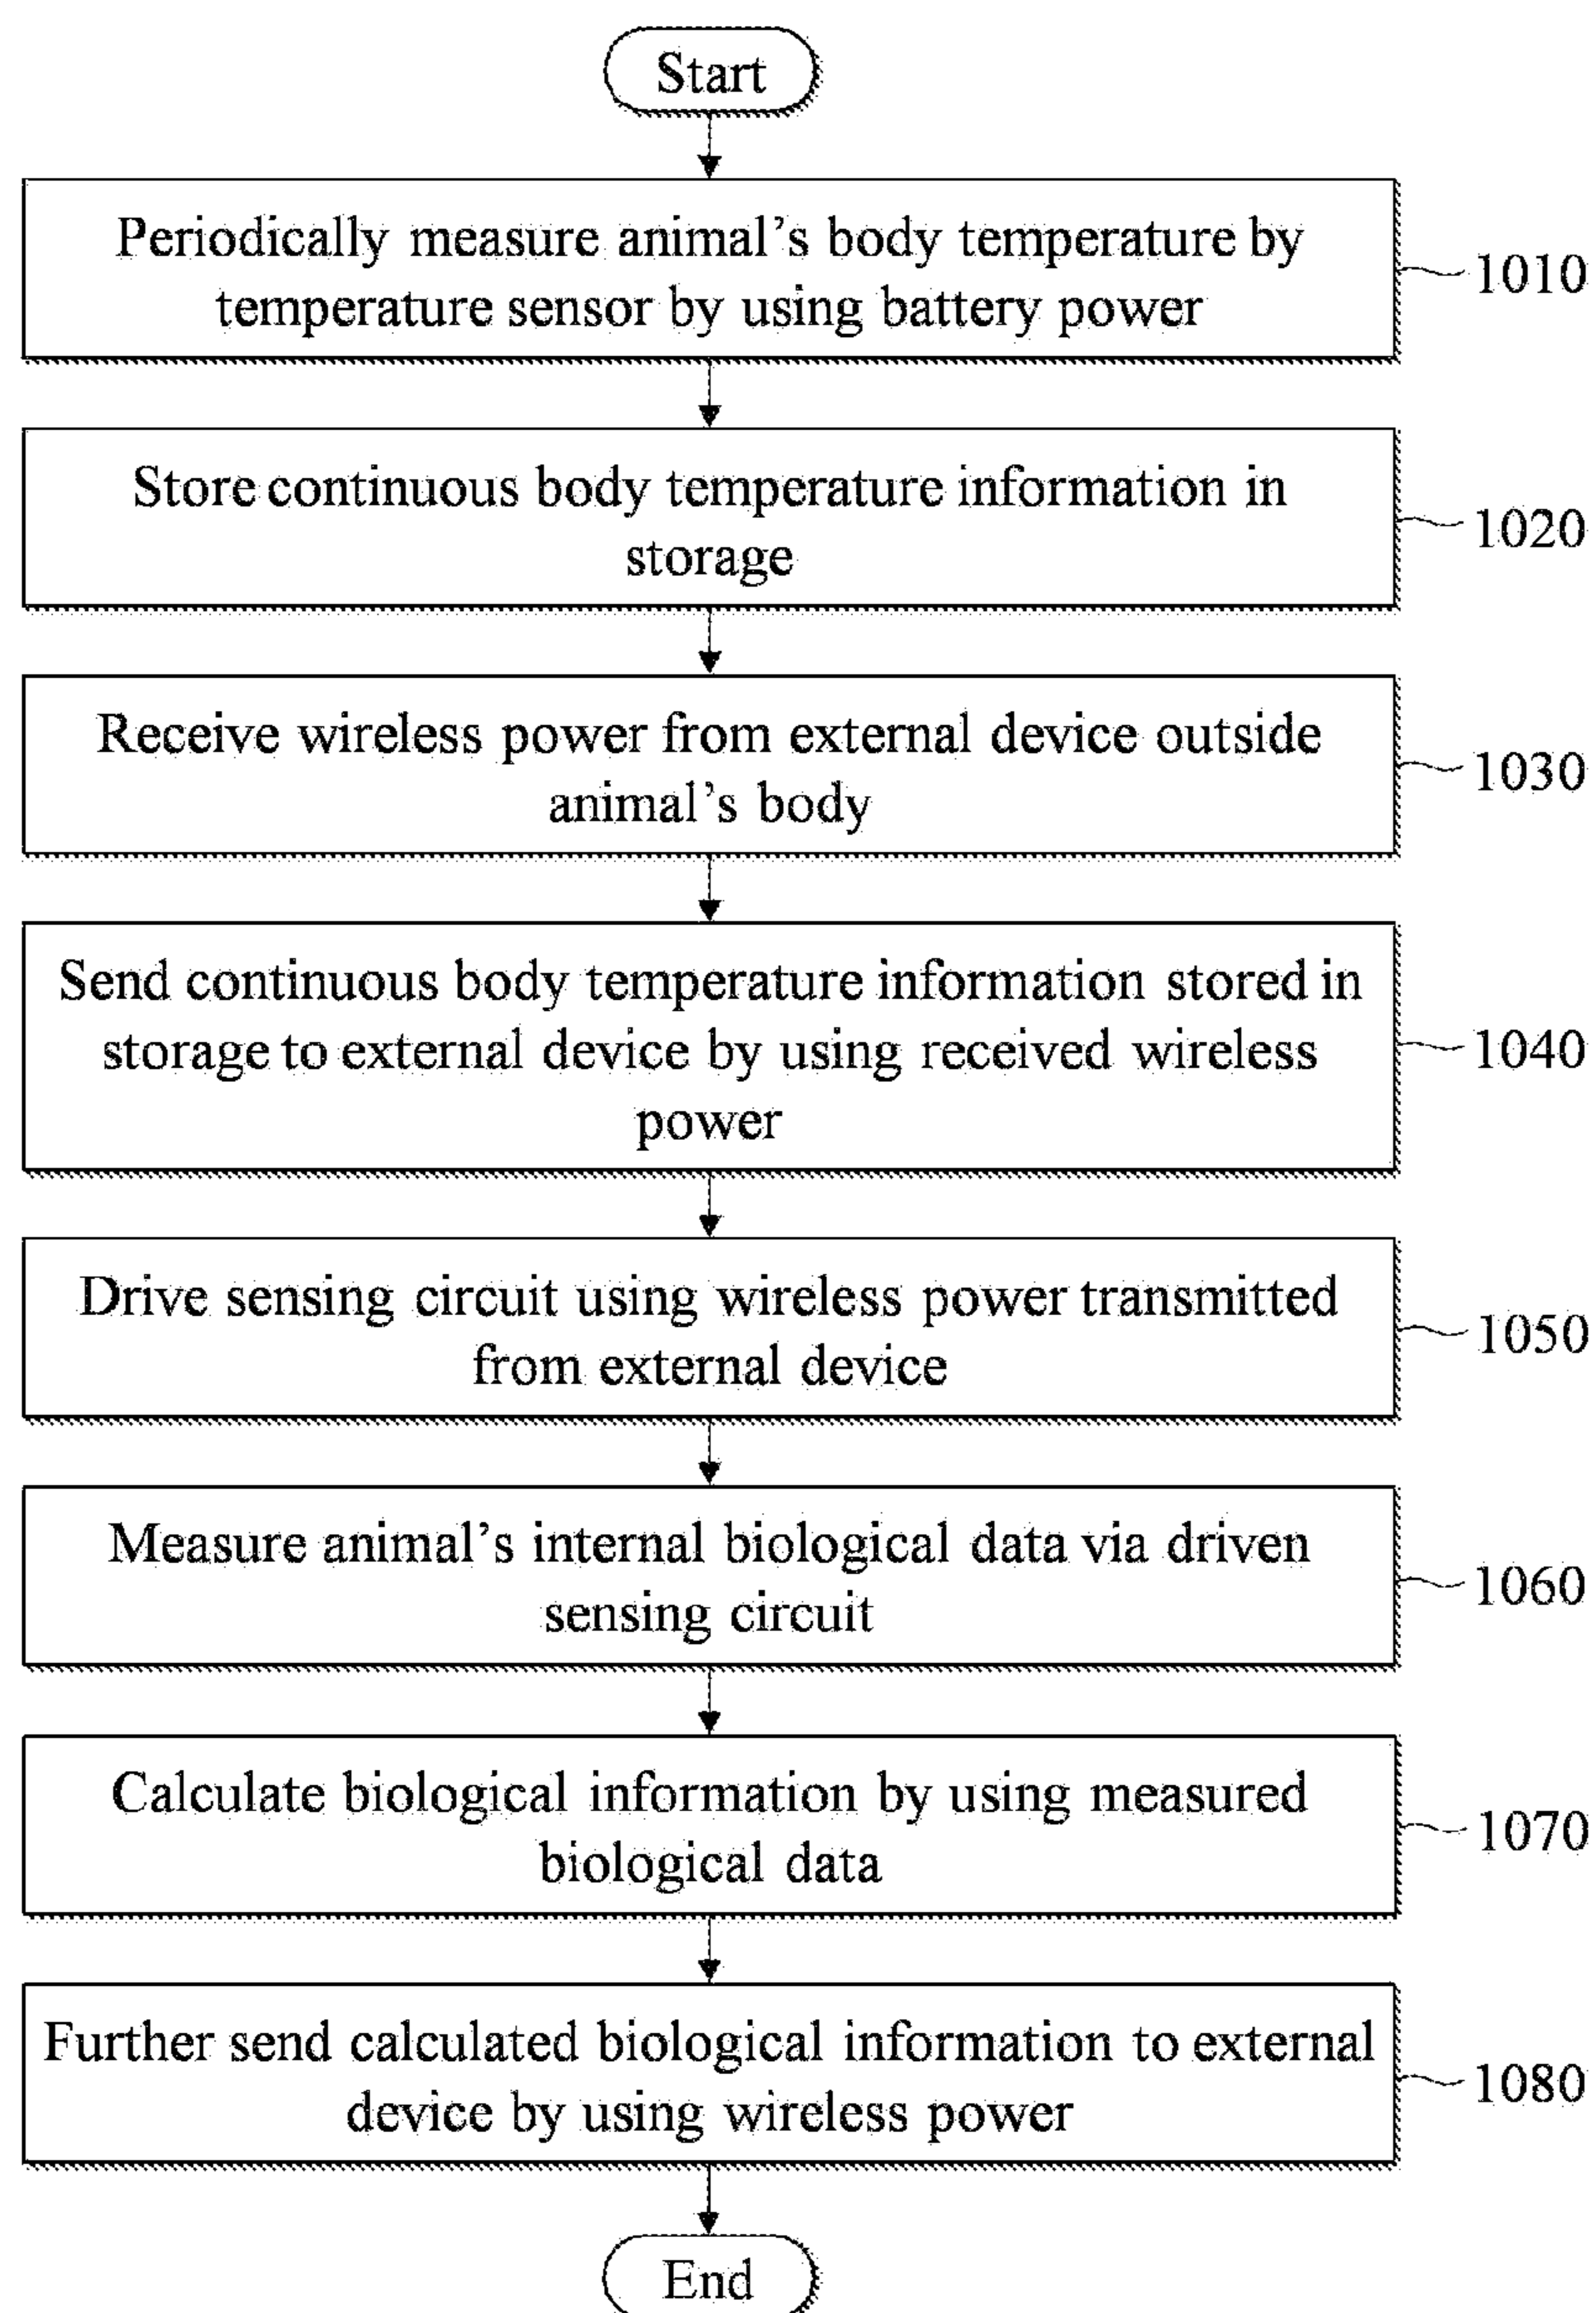 Start
Periodically measure animal's body temperature by
temperature sensor by using battery power
1010
Store continuous body temperature information in
storage
1020
Receive wireless power from external device outside
animal's body
1030
Send continuous body temperature information stored in
storage to external device by using received wireless
power
1040
Drive sensing circuit using wireless power transmitted
from external device
1050
Measure animal's internal biological data via driven
sensing circuit
1060
Calculate biological information by using measured
biological data
1070
Further send calculated biological information to external
device by using wireless power
1080
End